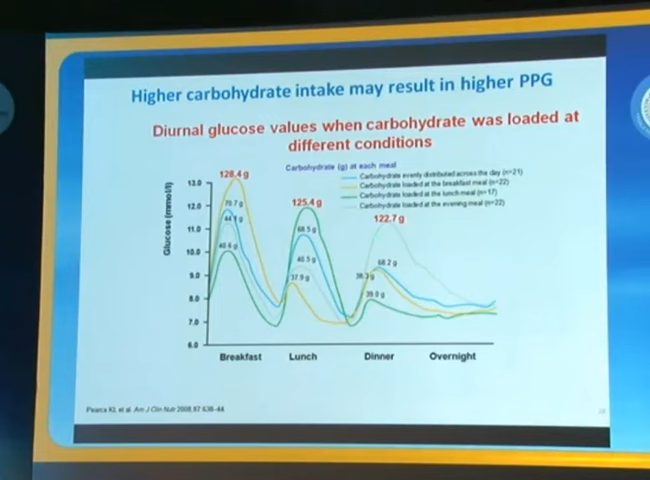 Higher carbohydrate intake may result in higher PPG
Diurnal glucose values when carbohydrate was loaded at
different conditions
Carbohydrate (g) at each meal
Carbohydrate evenly distributed across the day (n=21)
Carbohydrate loaded at the breakfast meal (n=22)
Carbohydrate loaded at the lunch meal (n=17)
Carbohydrate loaded at the evening meal (n=22)
Glucose (mmol/l)
13.0
12.0
11.0
10.0
9.0
8.0
7.0
6.0
128.4 g
70.7 g
125.4 g
68.5 g
40.5 g
37.9 g
122.7 g
68.2 g
39.0 g
Breakfast Lunch Dinner Overnight
Pearce KL et al. Am J Clin Nutr 2008;87:638-44.